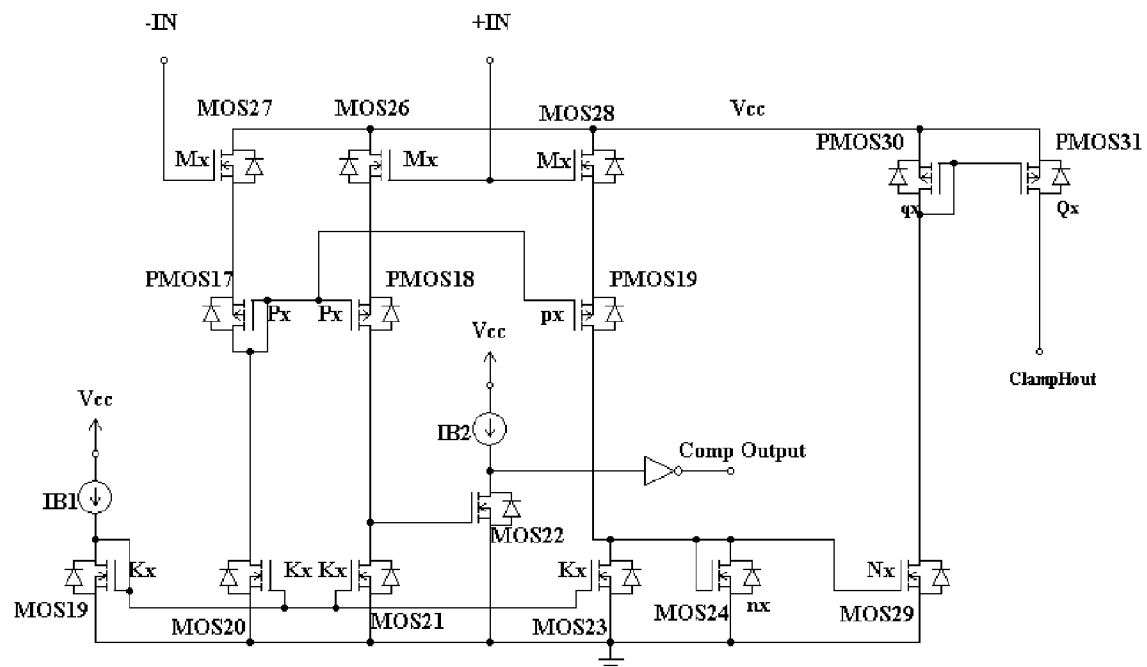 -IN
+IN
MOS27
MOS26
MOS28
Vcc
PMOS30
PMOS31
Mx
Mx
Mx
qx
Qx
PMOS17
PMOS18
PMOS19
Px
Px
px
Vcc
ClampHout
Vcc
IB2
Comp Output
IB1
MOS22
Kx
Kx
Kx
Kx
Nx
MOS19
MOS20
MOS21
MOS23
MOS24
nx
MOS29